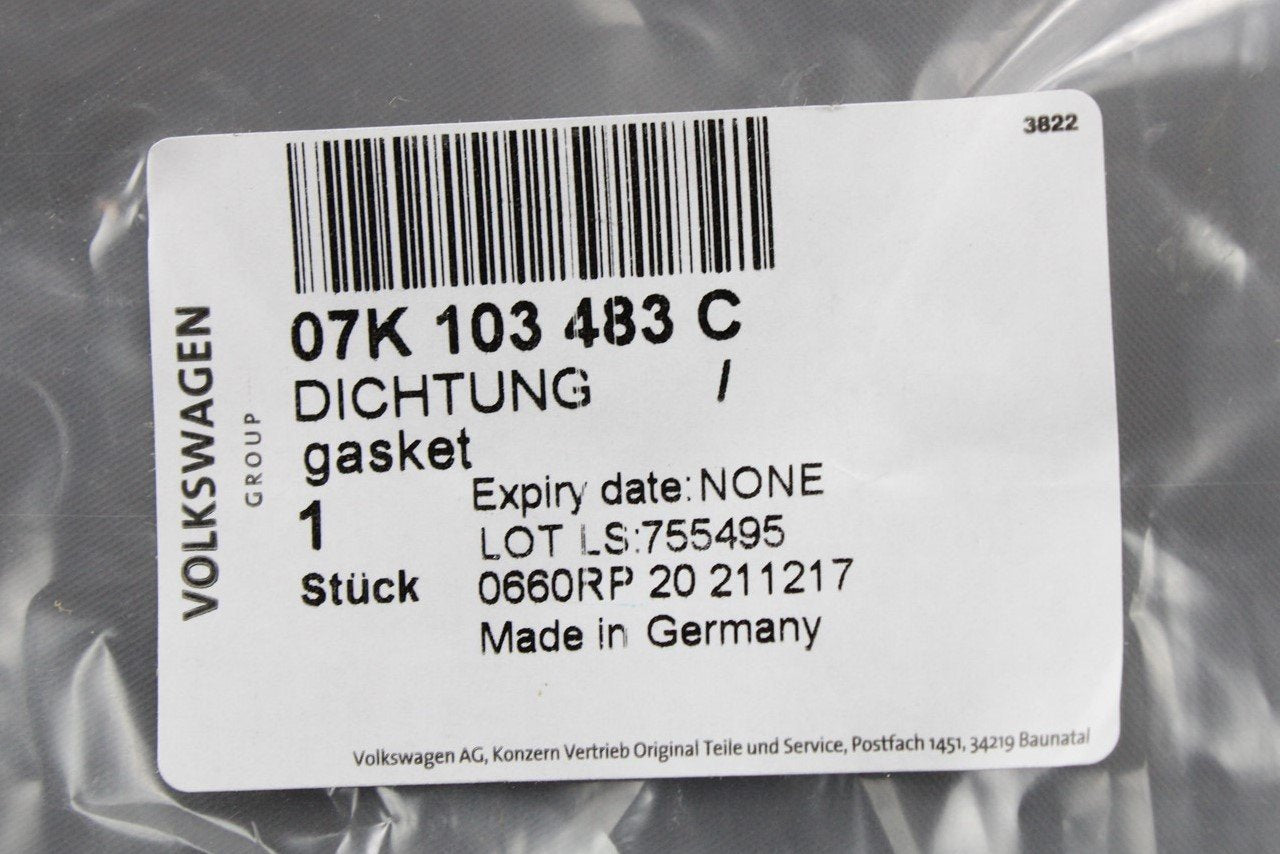 3822
VOLKSWAGEN
GROUP
07K 103 483 C
DICHTUNG /
gasket
1
Stück
Expiry date:NONE
LOT LS:755495
0660RP 20 211217
Made in Germany
Volkswagen AG, Konzern Vertrieb Original Teile und Service, Postfach 1451, 34219 Baunatal